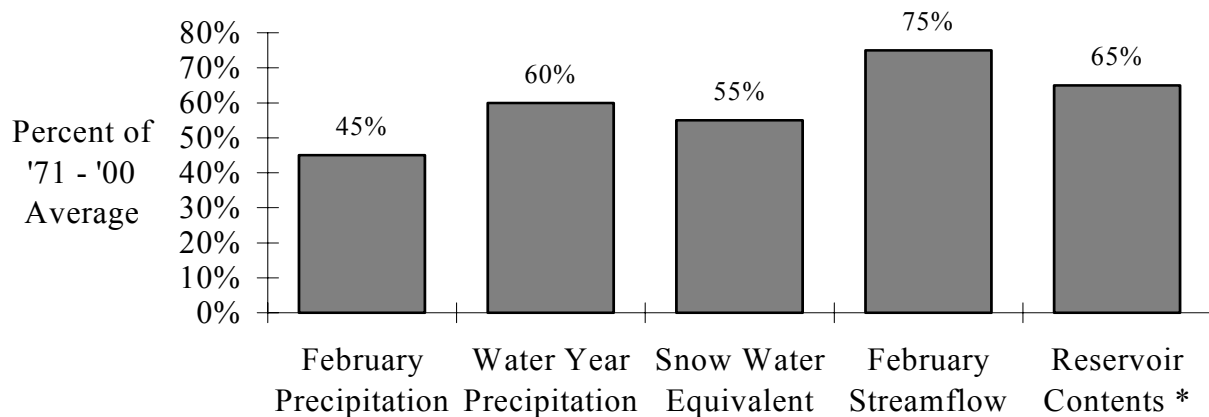 Percent of
'71 - '00
Average
80%
70%
60%
50%
40%
30%
20%
10%
0%
45%
60%
55%
75%
65%
February
Precipitation
Water Year
Precipitation
Snow Water
Equivalent
February
Streamflow
Reservoir
Contents *